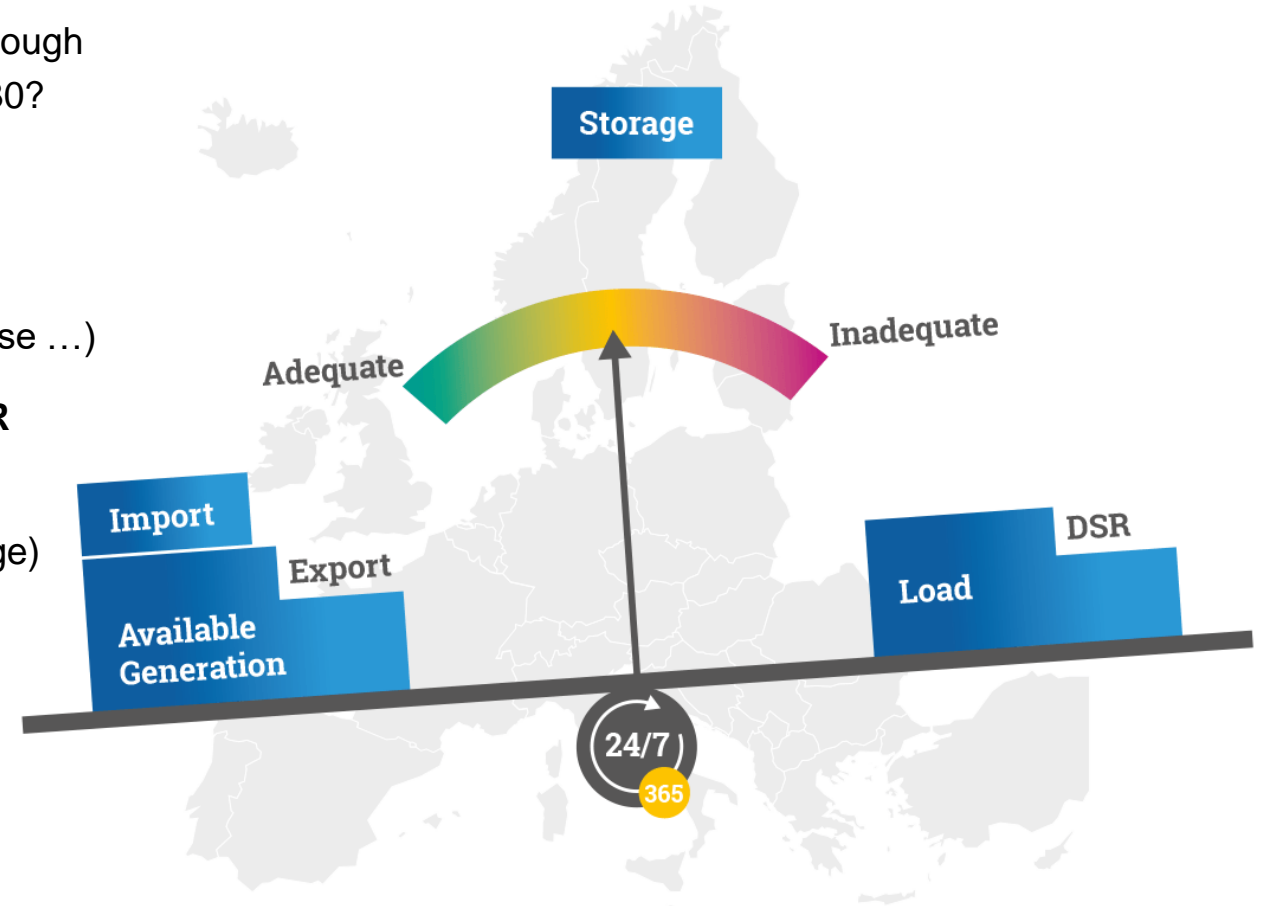 ough
30?
se …)
R
ge)
Storage
Adequate
Inadequate
Import
Export
Available
Generation
DSR
Load
24/7
365